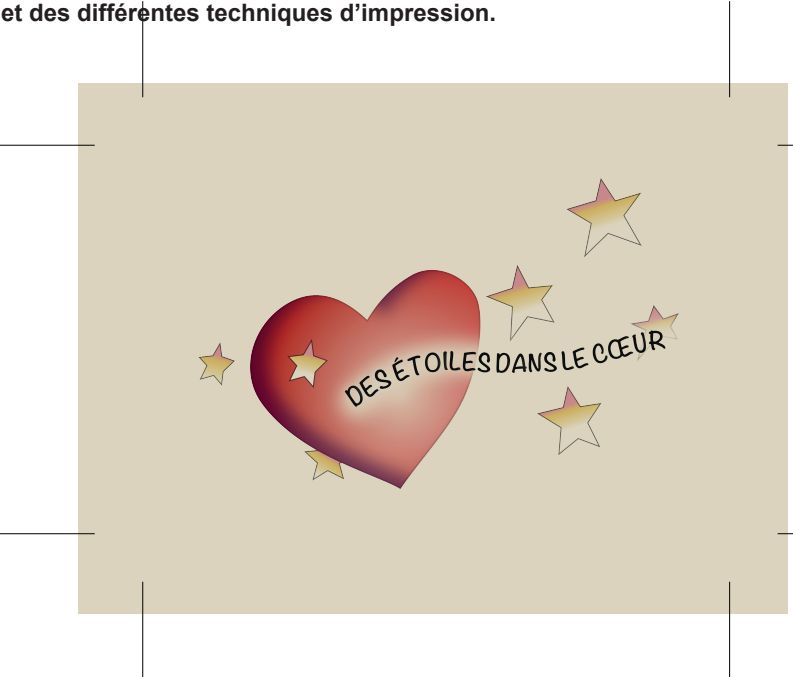 et des différentes techniques d’impression.
DES ÉTOILES DANS LE CŒUR